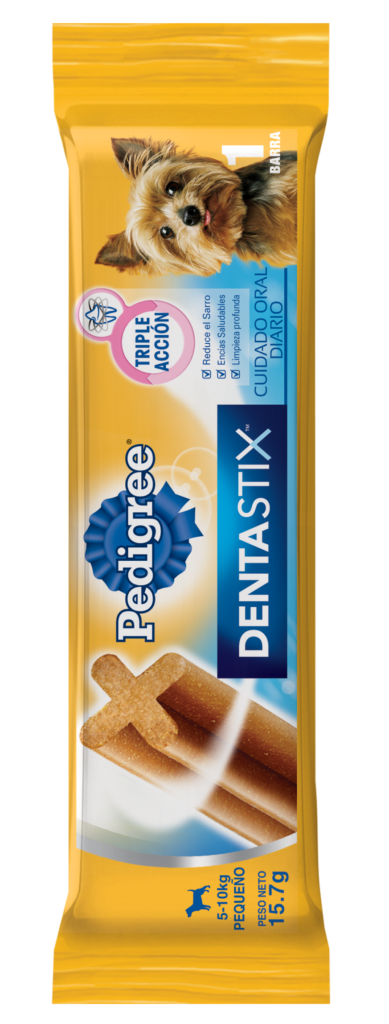 5-10kg
PEQUEÑO
PESO NETO
15.7g
Pedigree®
DENTASTIX™
TRIPLE
ACCIÓN
Reduce el Sarro
Encías Saludables
Limpieza profunda
CUIDADO ORAL
DIARIO
1
BARRA